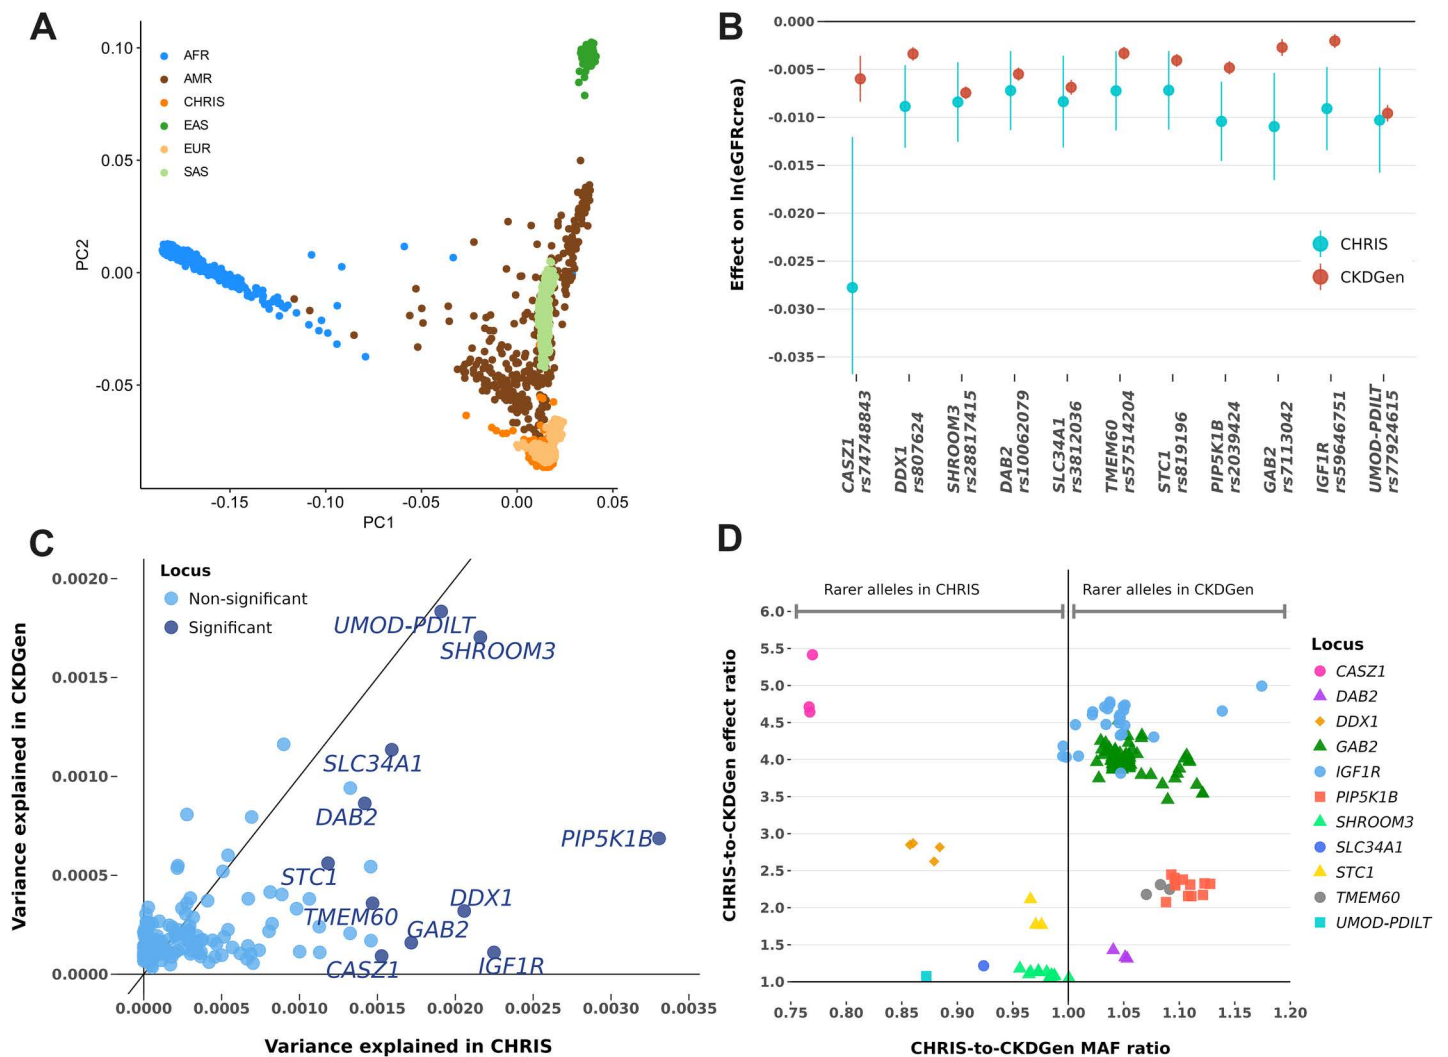 A
0.10
0.05
0.00
-0.05
PC2
AFR
AMR
CHRIS
EAS
EUR
SAS
-0.15
-0.10
-0.05
0.00
0.05
PC1
B
0.000
-0.005
-0.010
-0.015
-0.020
-0.025
-0.030
-0.035
Effect on ln(eGFRcrea)
CHRIS
CKDGen
CASZ1
rs74748843
DDX1
rs807624
SHROOM3
rs28817415
DAB2
rs10062079
SLC34A1
rs3812036
TMEM60
rs57514204
STC1
rs819196
PIP5K1B
rs2039424
GAB2
rs7113042
IGF1R
rs59646751
UMOD-PDILT
rs77924615
C
0.0020
0.0015
0.0010
0.0005
0.0000
Variance explained in CKDGen
Locus
Non-significant
Significant
UMOD-PDILT
SHROOM3
SLC34A1
DAB2
PIP5K1B
STC1
DDX1
TMEM60
GAB2
CASZ1
IGF1R
0.0000
0.0005
0.0010
0.0015
0.0020
0.0025
0.0030
0.0035
Variance explained in CHRIS
D
Rarer alleles in CHRIS
Rarer alleles in CKDGen
6.0
5.5
5.0
4.5
4.0
3.5
3.0
2.5
2.0
1.5
1.0
CHRIS-to-CKDGen effect ratio
Locus
CASZ1
DAB2
DDX1
GAB2
IGF1R
PIP5K1B
SHROOM3
SLC34A1
STC1
TMEM60
UMOD-PDILT
0.75
0.80
0.85
0.90
0.95
1.00
1.05
1.10
1.15
1.20
CHRIS-to-CKDGen MAF ratio